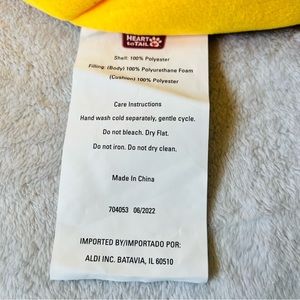 HEART
to TAIL
Shell: 100% Polyester
Filling: (Body) 100% Polyurethane Foam
(Cushion) 100% Polyester
Care Instructions
Hand wash cold separately, gentle cycle.
Do not bleach. Dry Flat.
Do not iron. Do not dry clean.
Made In China
704053 06/2022
IMPORTED BY/IMPORTADO POR:
ALDI INC. BATAVIA, IL 60510